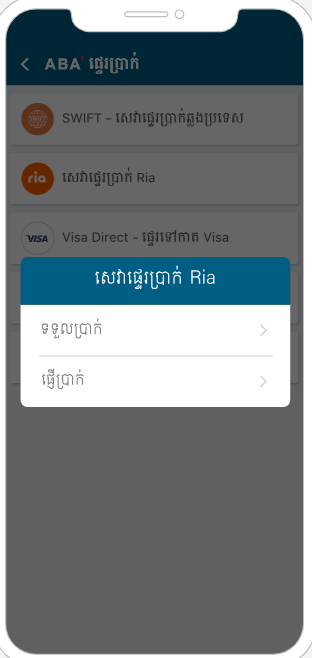 ABA' ផ្ទេរប្រាក់
SWIFT - សេវាផ្ទេរប្រាក់ឆ្លងប្រទេស
ria សេវាផ្ទេរប្រាក់ Ria
VISA Visa Direct - ផ្ទេរទៅកាត Visa
សេវាផ្ទេរប្រាក់ Ria
ទទួលប្រាក់
ផ្ញើប្រាក់